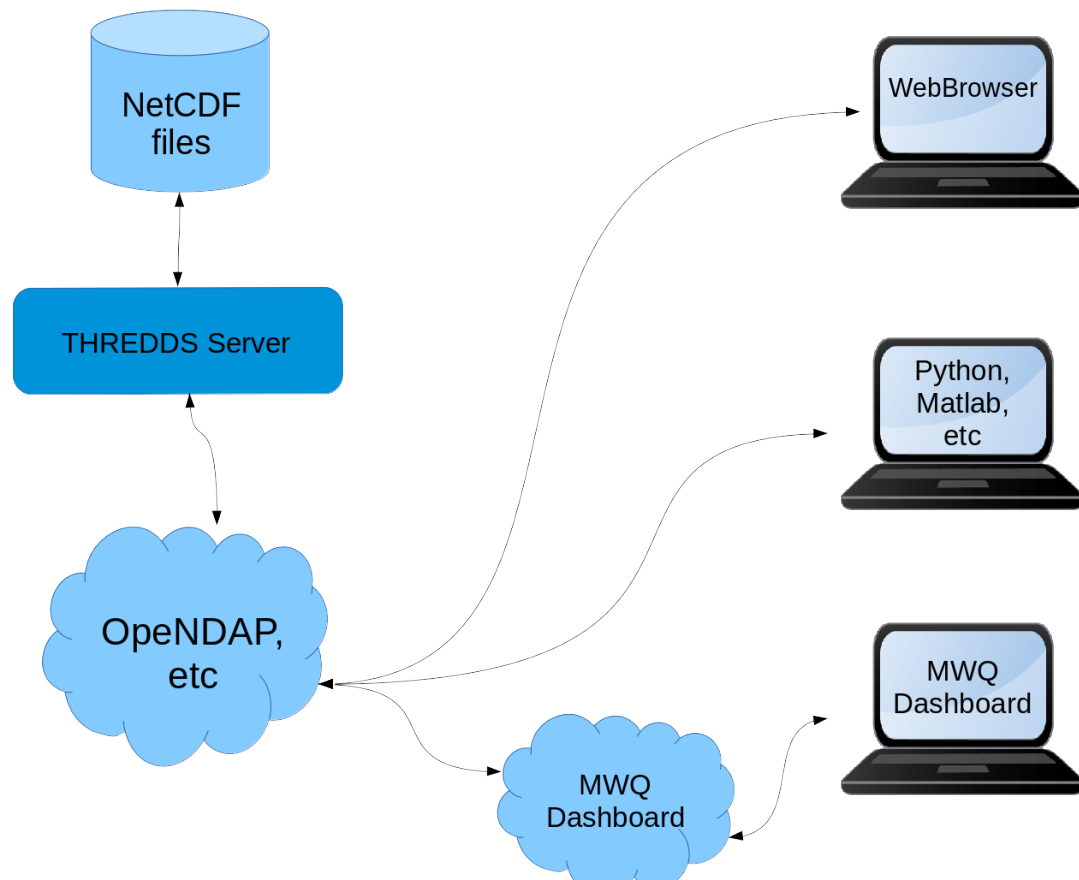 NetCDF
files
WebBrowser
THREDDS Server
Python,
Matlab,
etc
OpeNDAP,
etc
MWQ
Dashboard
MWQ
Dashboard